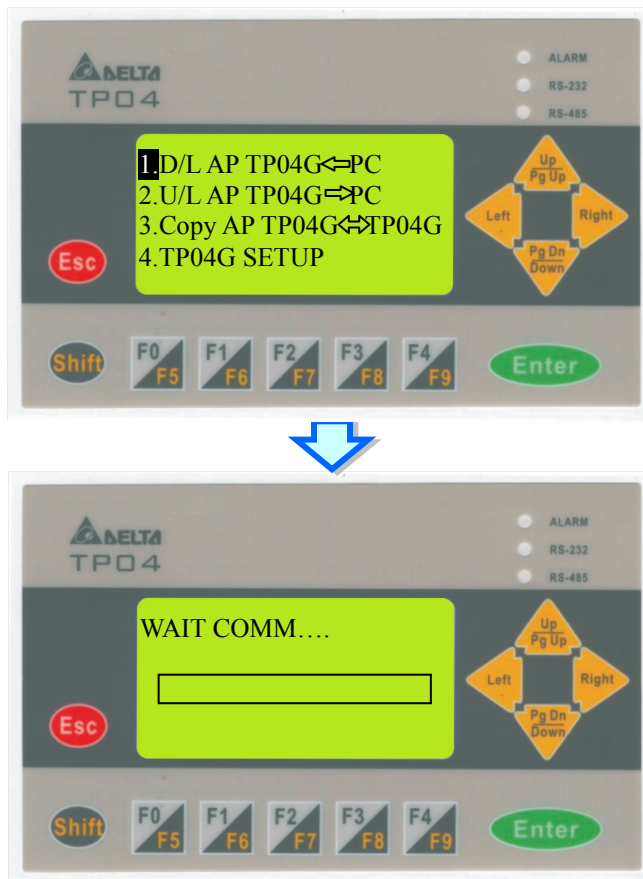 DELTA
TP04
ALARM
RS-232
RS-485
1.D/L AP TP04G⇐PC
2.U/L AP TP04G⇒PC
3.Copy AP TP04G⇔TP04G
4.TP04G SETUP
Up
Pg Up
Left
Right
Pg Dn
Down
Esc
Shift
F0
F5
F1
F6
F2
F7
F3
F8
F4
F9
Enter
DELTA
TP04
ALARM
RS-232
RS-485
WAIT COMM....
Up
Pg Up
Left
Right
Pg Dn
Down
Esc
Shift
F0
F5
F1
F6
F2
F7
F3
F8
F4
F9
Enter